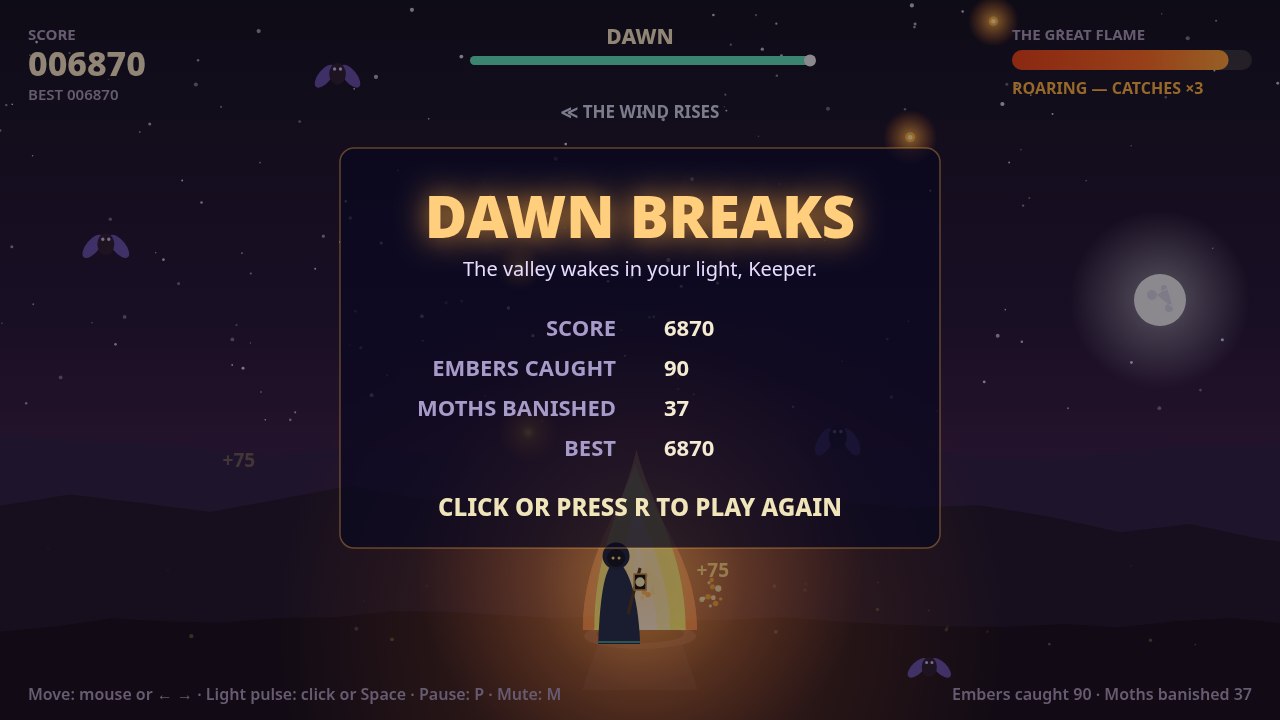 SCORE
006870
BEST 006870
DAWN
≪ THE WIND RISES
THE GREAT FLAME
ROARING — CATCHES ×3
DAWN BREAKS
The valley wakes in your light, Keeper.
SCORE 6870
EMBERS CAUGHT 90
MOTHS BANISHED 37
BEST 6870
CLICK OR PRESS R TO PLAY AGAIN
+75
+75
Move: mouse or ← → · Light pulse: click or Space · Pause: P · Mute: M
Embers caught 90 · Moths banished 37